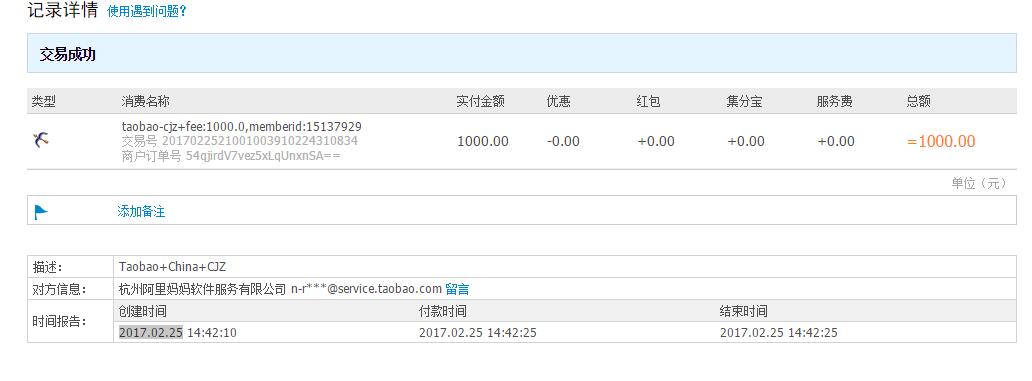 记录详情 使用遇到问题?
交易成功
类型 消费名称 实付金额 优惠 红包 集分宝 服务费 总额
taobao-cjz+fee:1000.0,memberid:15137929
交易号 2017022521001003910224310834
商户订单号 54qjirdV7vez5xLqUnxnSA==
1000.00 -0.00 +0.00 +0.00 +0.00 =1000.00
单位（元）
添加备注
描述： Taobao+China+CJZ
对方信息： 杭州阿里妈妈软件服务有限公司 n-r***@service.taobao.com 留言
时间报告：
创建时间 付款时间 结束时间
2017.02.25 14:42:10 2017.02.25 14:42:25 2017.02.25 14:42:25